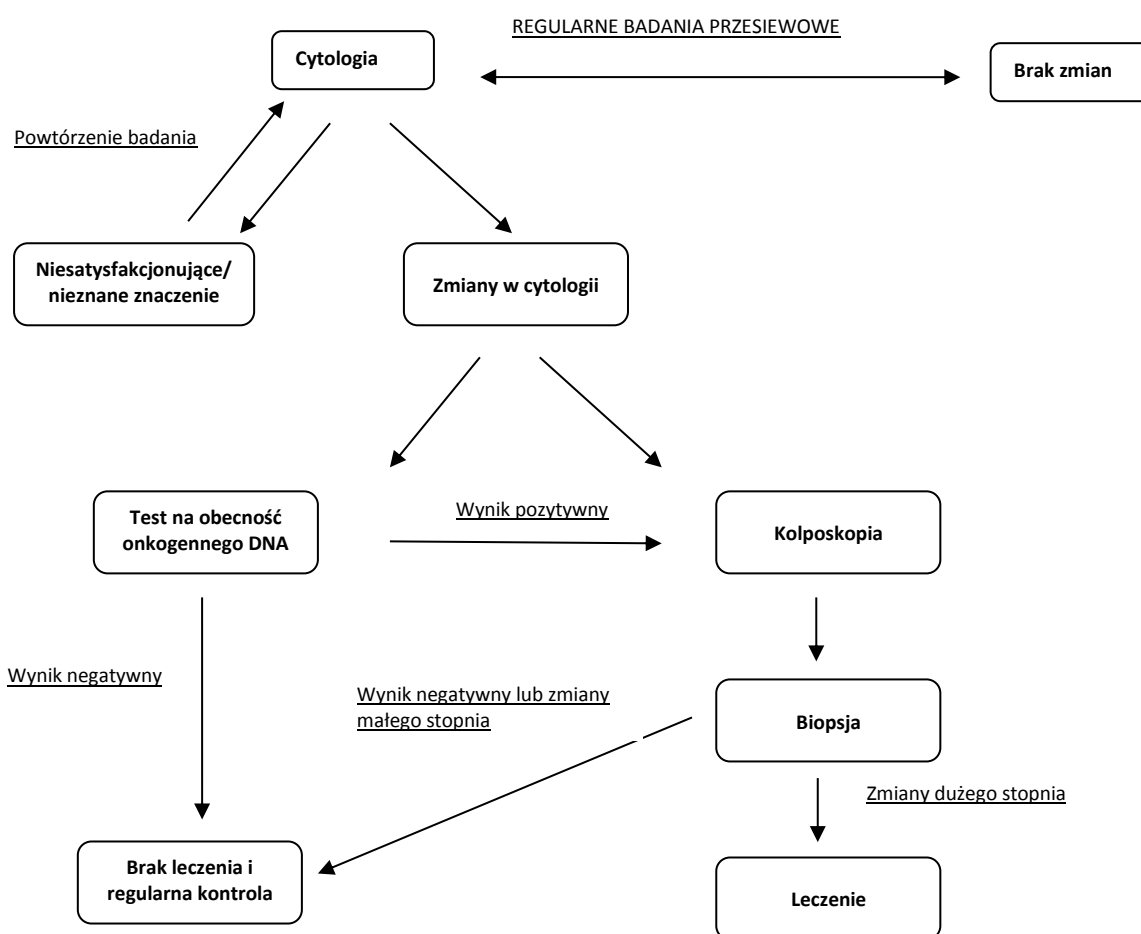 REGULARNE BADANIA PRZESIEWOWE
Cytologia
Brak zmian
Powtórzenie badania
Niesatysfakcjonujące/
nieznane znaczenie
Zmiany w cytologii
Test na obecność
onkogennego DNA
Wynik pozytywny
Kolposkopia
Wynik negatywny
Wynik negatywny lub zmiany
małego stopnia
Biopsja
Zmiany dużego stopnia
Brak leczenia i
regularna kontrola
Leczenie